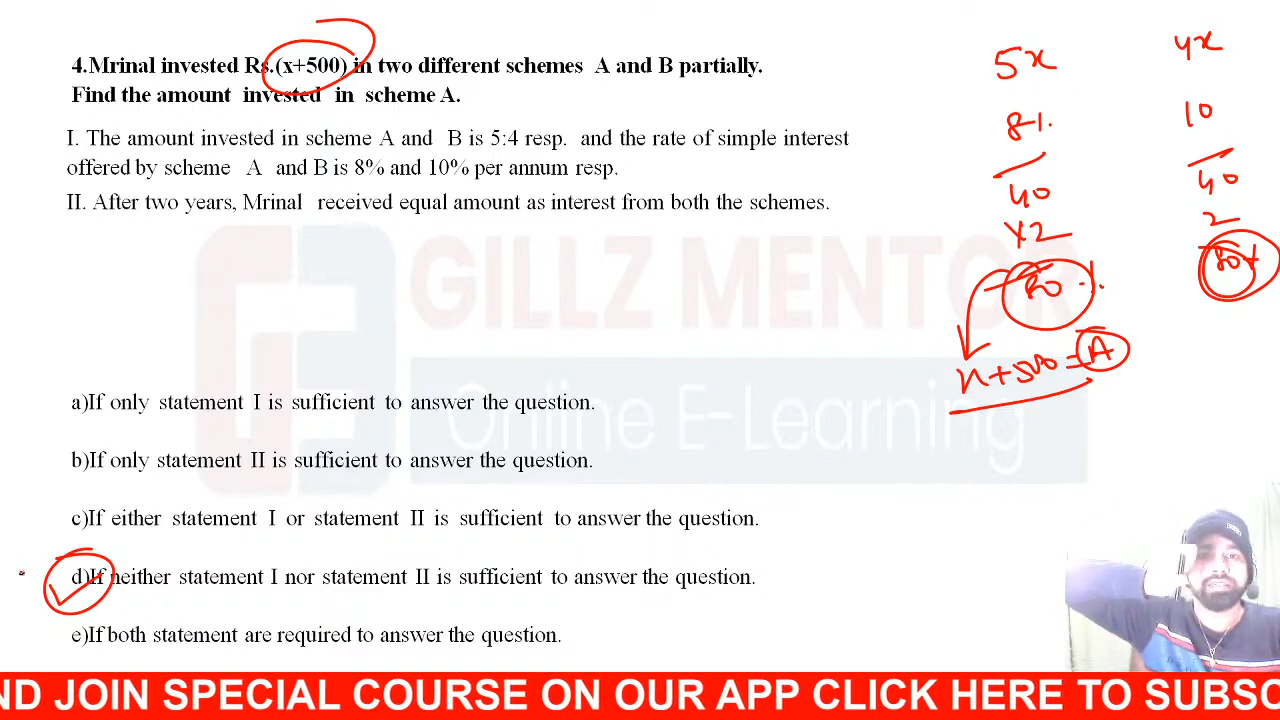 4.Mrinal invested Rs.(x+500) in two different schemes A and B partially.
Find the amount invested in scheme A.
I. The amount invested in scheme A and B is 5:4 resp. and the rate of simple interest
offered by scheme A and B is 8% and 10% per annum resp.
II. After two years, Mrinal received equal amount as interest from both the schemes.
GILLZ MENTOR
Online E-Learning
a)If only statement I is sufficient to answer the question.
b)If only statement II is sufficient to answer the question.
c)If either statement I or statement II is sufficient to answer the question.
d)If neither statement I nor statement II is sufficient to answer the question.
e)If both statement are required to answer the question.
5x 4x
8% 10
40 40
x2 2
80%
x+500=A
ND JOIN SPECIAL COURSE ON OUR APP CLICK HERE TO SUBSC